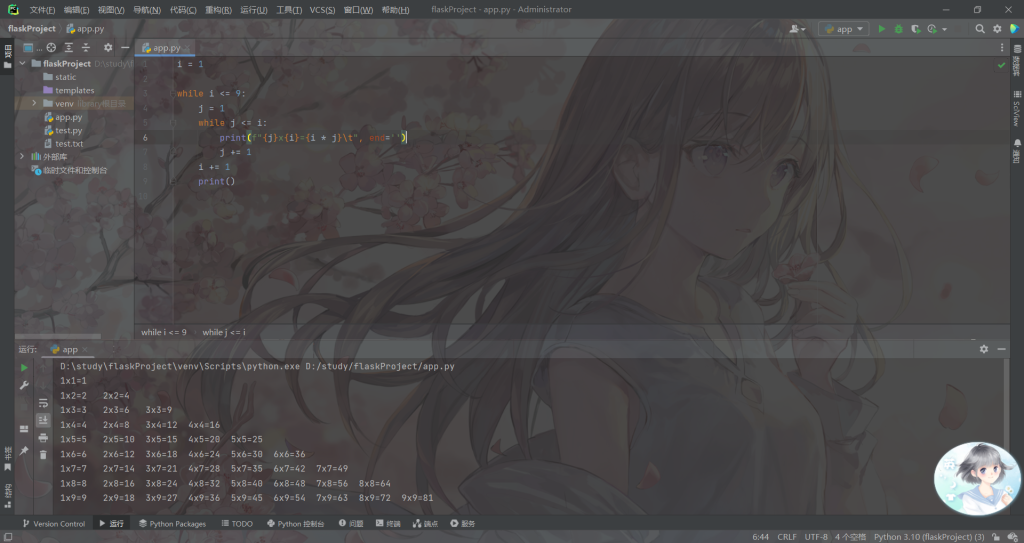 文件(F) 编辑(E) 视图(V) 导航(N) 代码(C) 重构(R) 运行(U) 工具(T) VCS(S) 窗口(W) 帮助(H) flaskProject - app.py - Administrator
flaskProject app.py app
项目
... app.py
flaskProject D:\study\f
static
templates
venv library根目录
app.py
test.py
test.txt
外部库
临时文件和控制台
1 i = 1
2
3 while i <= 9:
4 j = 1
5 while j <= i:
6 print(f"{j}x{i}={i * j}\t", end='')
7 j += 1
8 i += 1
9 print()
while i <= 9 › while j <= i
数据库
SciView
通知
运行: app
D:\study\flaskProject\venv\Scripts\python.exe D:/study/flaskProject/app.py
1x1=1
1x2=2 2x2=4
1x3=3 2x3=6 3x3=9
1x4=4 2x4=8 3x4=12 4x4=16
1x5=5 2x5=10 3x5=15 4x5=20 5x5=25
1x6=6 2x6=12 3x6=18 4x6=24 5x6=30 6x6=36
1x7=7 2x7=14 3x7=21 4x7=28 5x7=35 6x7=42 7x7=49
1x8=8 2x8=16 3x8=24 4x8=32 5x8=40 6x8=48 7x8=56 8x8=64
1x9=9 2x9=18 3x9=27 4x9=36 5x9=45 6x9=54 7x9=63 8x9=72 9x9=81
书签
结构
Version Control 运行 Python Packages TODO Python 控制台 问题 终端 端点 服务
6:44 CRLF UTF-8 4 个空格 Python 3.10 (flaskProject) (3)